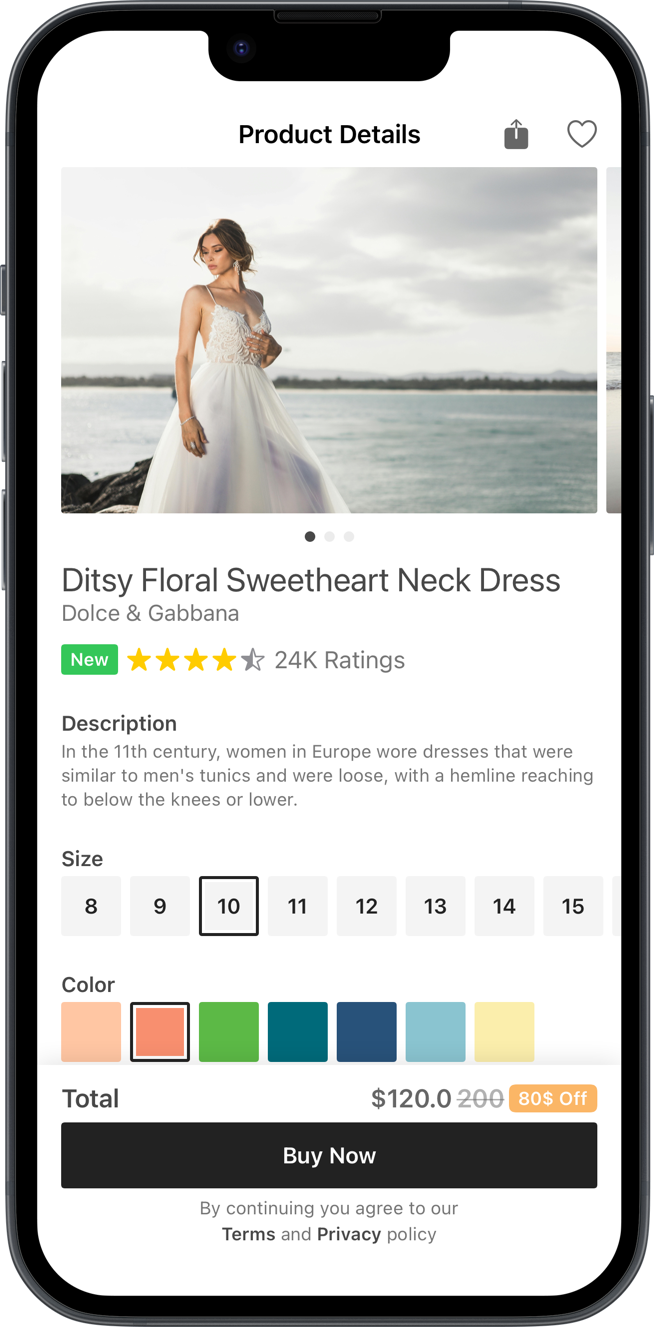 Product Details
Ditsy Floral Sweetheart Neck Dress
Dolce & Gabbana
New 24K Ratings
Description
In the 11th century, women in Europe wore dresses that were
similar to men's tunics and were loose, with a hemline reaching
to below the knees or lower.
Size
8 9 10 11 12 13 14 15
Color
Total $120.0 200 80$ Off
Buy Now
By continuing you agree to our
Terms and Privacy policy